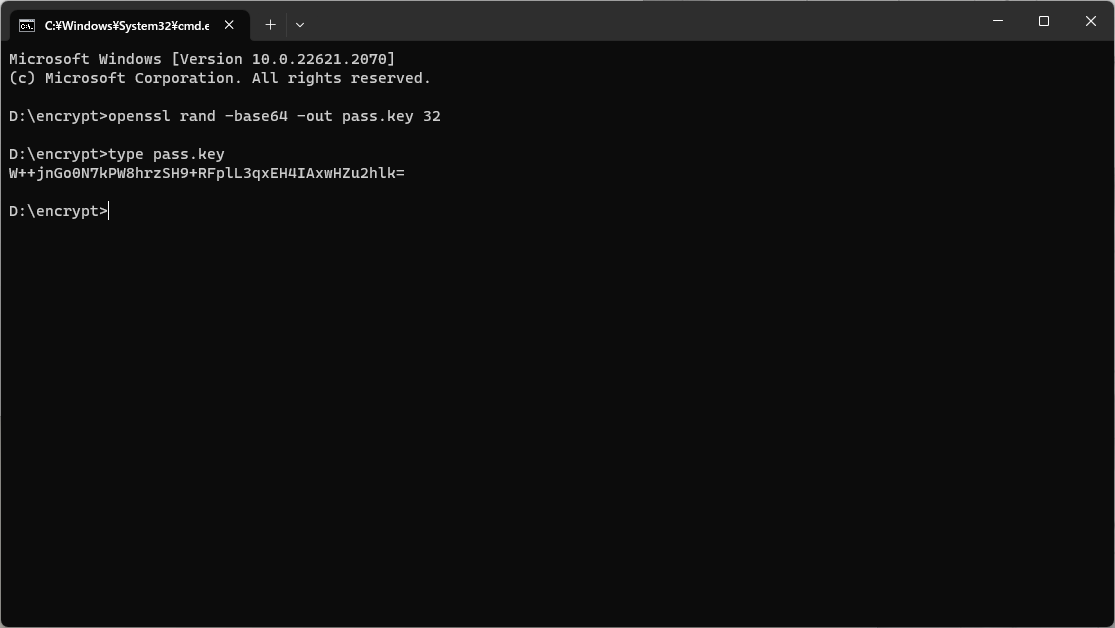 C:¥Windows¥System32¥cmd.e
Microsoft Windows [Version 10.0.22621.2070]
(c) Microsoft Corporation. All rights reserved.
D:\encrypt>openssl rand -base64 -out pass.key 32
D:\encrypt>type pass.key
W++jnGo0N7kPW8hrzSH9+RFplL3qxEH4IAxwHZu2hlk=
D:\encrypt>